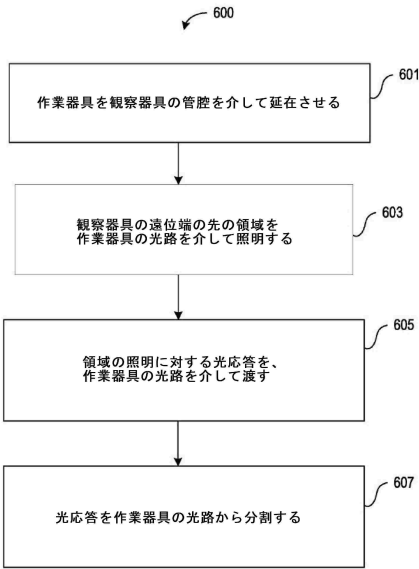 600
作業器具を観察器具の管腔を介して延在させる
601
観察器具の遠位端の先の領域を
作業器具の光路を介して照明する
603
領域の照明に対する光応答を、
作業器具の光路を介して渡す
605
光応答を作業器具の光路から分割する
607